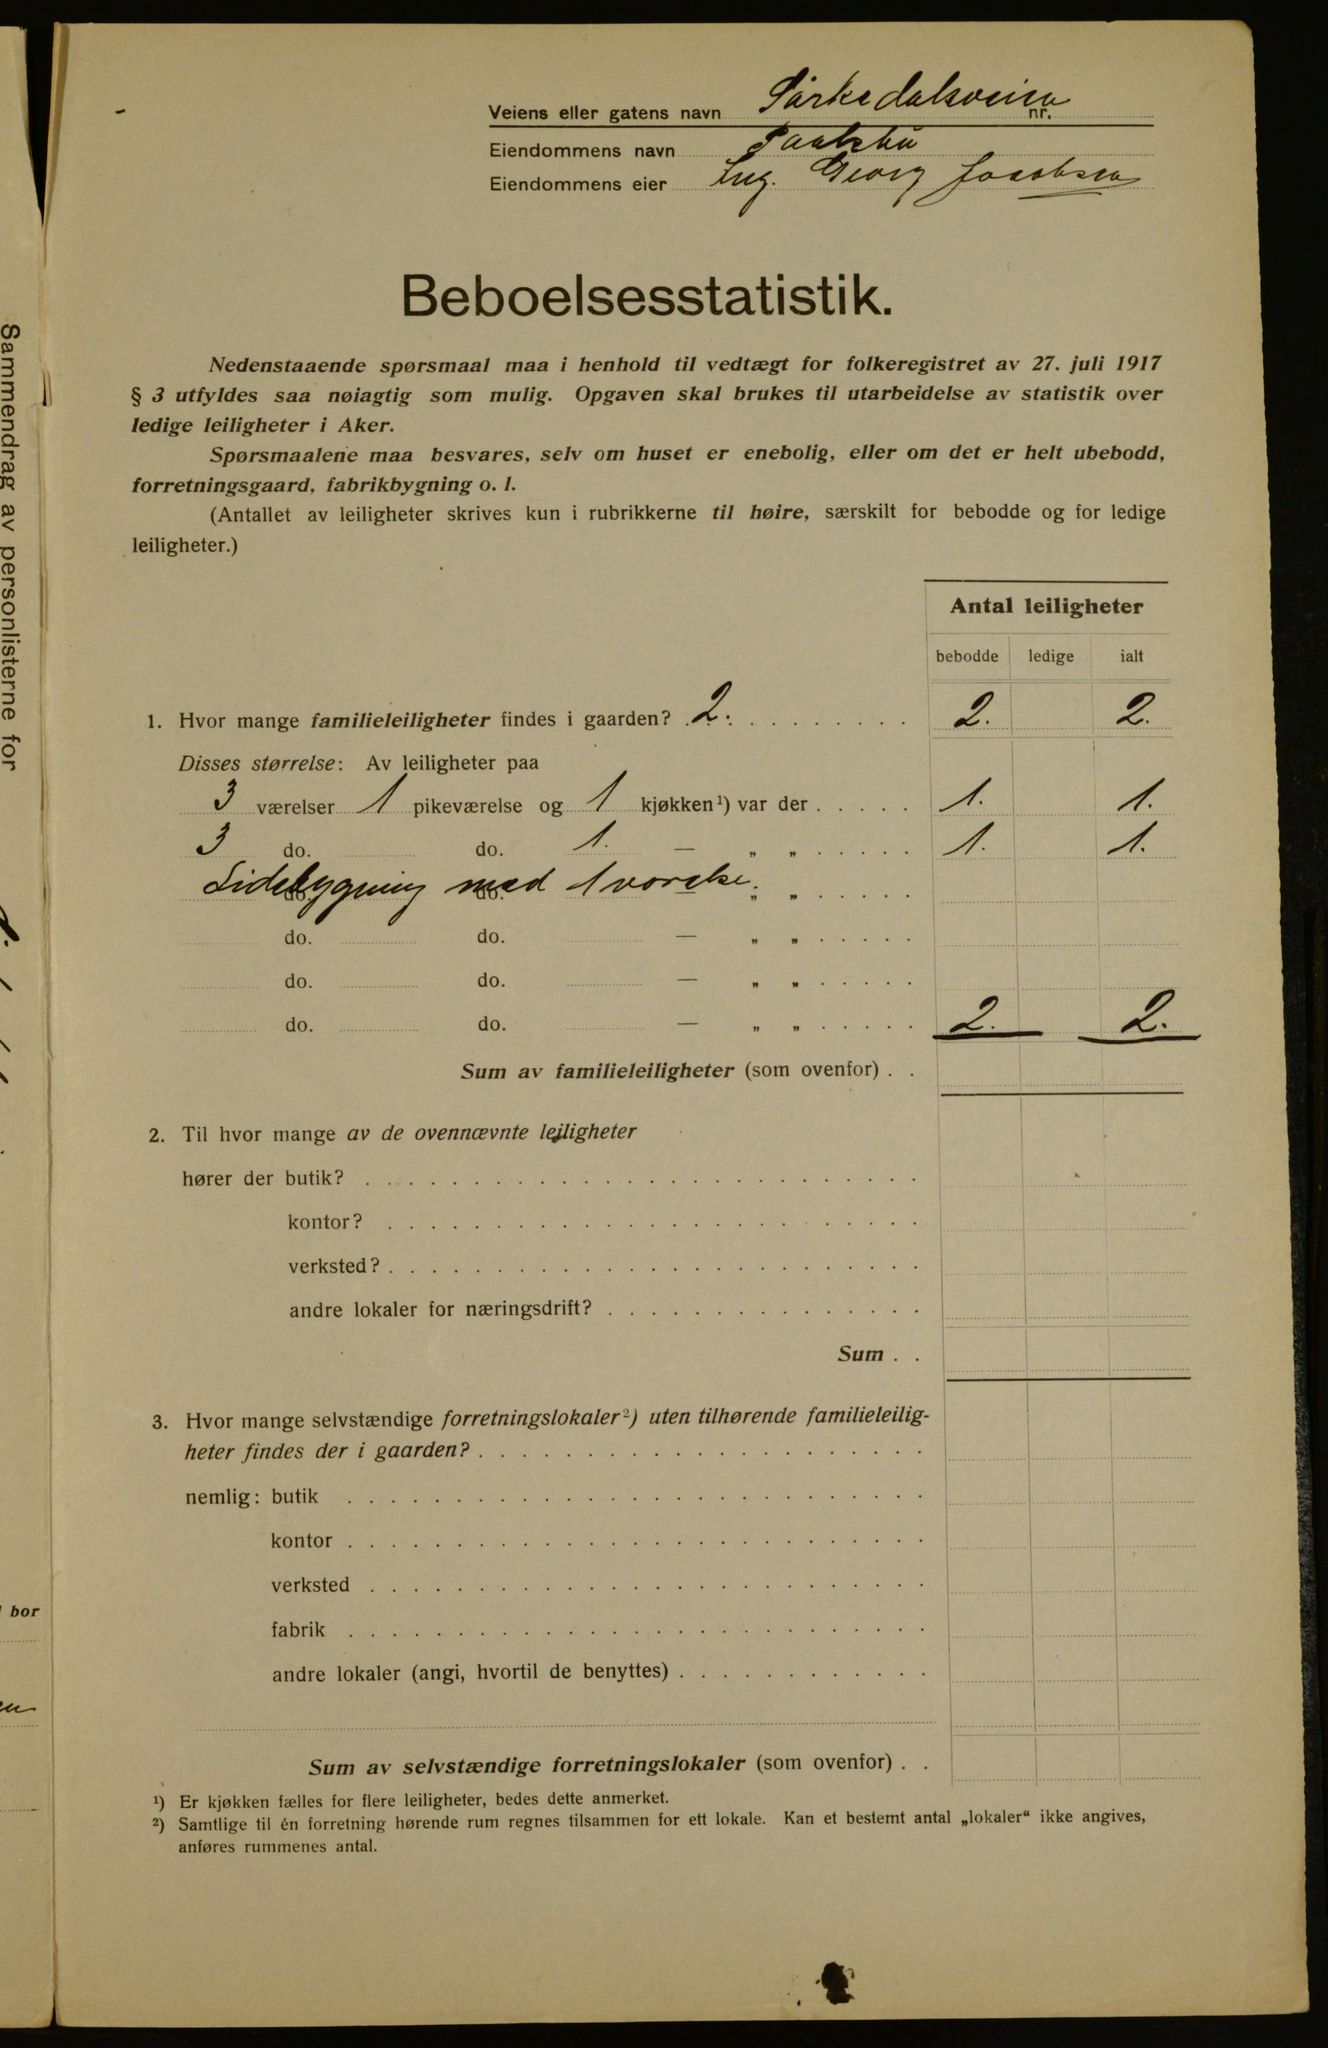 Veiens eller gatens navn Sørkedalsveien nr.
Eiendommens navn Paalsbu
Eiendommens eier Ing. Georg Jacobsen
Beboelsesstatistik.
Nedenstaaende spørsmaal maa i henhold til vedtægt for folkeregistret av 27. juli 1917
§ 3 utfyldes saa nøiagtig som mulig. Opgaven skal brukes til utarbeidelse av statistik over
ledige leiligheter i Aker.
Spørsmaalene maa besvares, selv om huset er enebolig, eller om det er helt ubebodd,
forretningsgaard, fabrikbygning o. l.
(Antallet av leiligheter skrives kun i rubrikkerne til høire, særskilt for bebodde og for ledige
leiligheter.)
Antal leiligheter
bebodde ledige ialt
1. Hvor mange familieleiligheter findes i gaarden? 2. 2. 2.
Disses størrelse: Av leiligheter paa
3 værelser 1 pikeværelse og 1 kjøkken¹) var der . . . . . 1. 1.
3 do. do. 1. — „ „ . . . . . 1. 1.
Sidebygning med 1 værelse.
do. do. — „ „ . . . . .
do. do. — „ „ . . . . .
do. do. — „ „ . . . . .
do. do. — „ „ . . . . . 2. 2.
Sum av familieleiligheter (som ovenfor) . .
2. Til hvor mange av de ovennævnte leiligheter
hører der butik?
kontor?
verksted?
andre lokaler for næringsdrift?
Sum . .
3. Hvor mange selvstændige forretningslokaler²) uten tilhørende familieleilig-
heter findes der i gaarden?
nemlig: butik
kontor
verksted
fabrik
andre lokaler (angi, hvortil de benyttes)
Sum av selvstændige forretningslokaler (som ovenfor) . .
¹) Er kjøkken fælles for flere leiligheter, bedes dette anmerket.
²) Samtlige til én forretning hørende rum regnes tilsammen for ett lokale. Kan et bestemt antal „lokaler“ ikke angives,
anføres rummenes antal.
Sammendrag av personlisterne for
bor